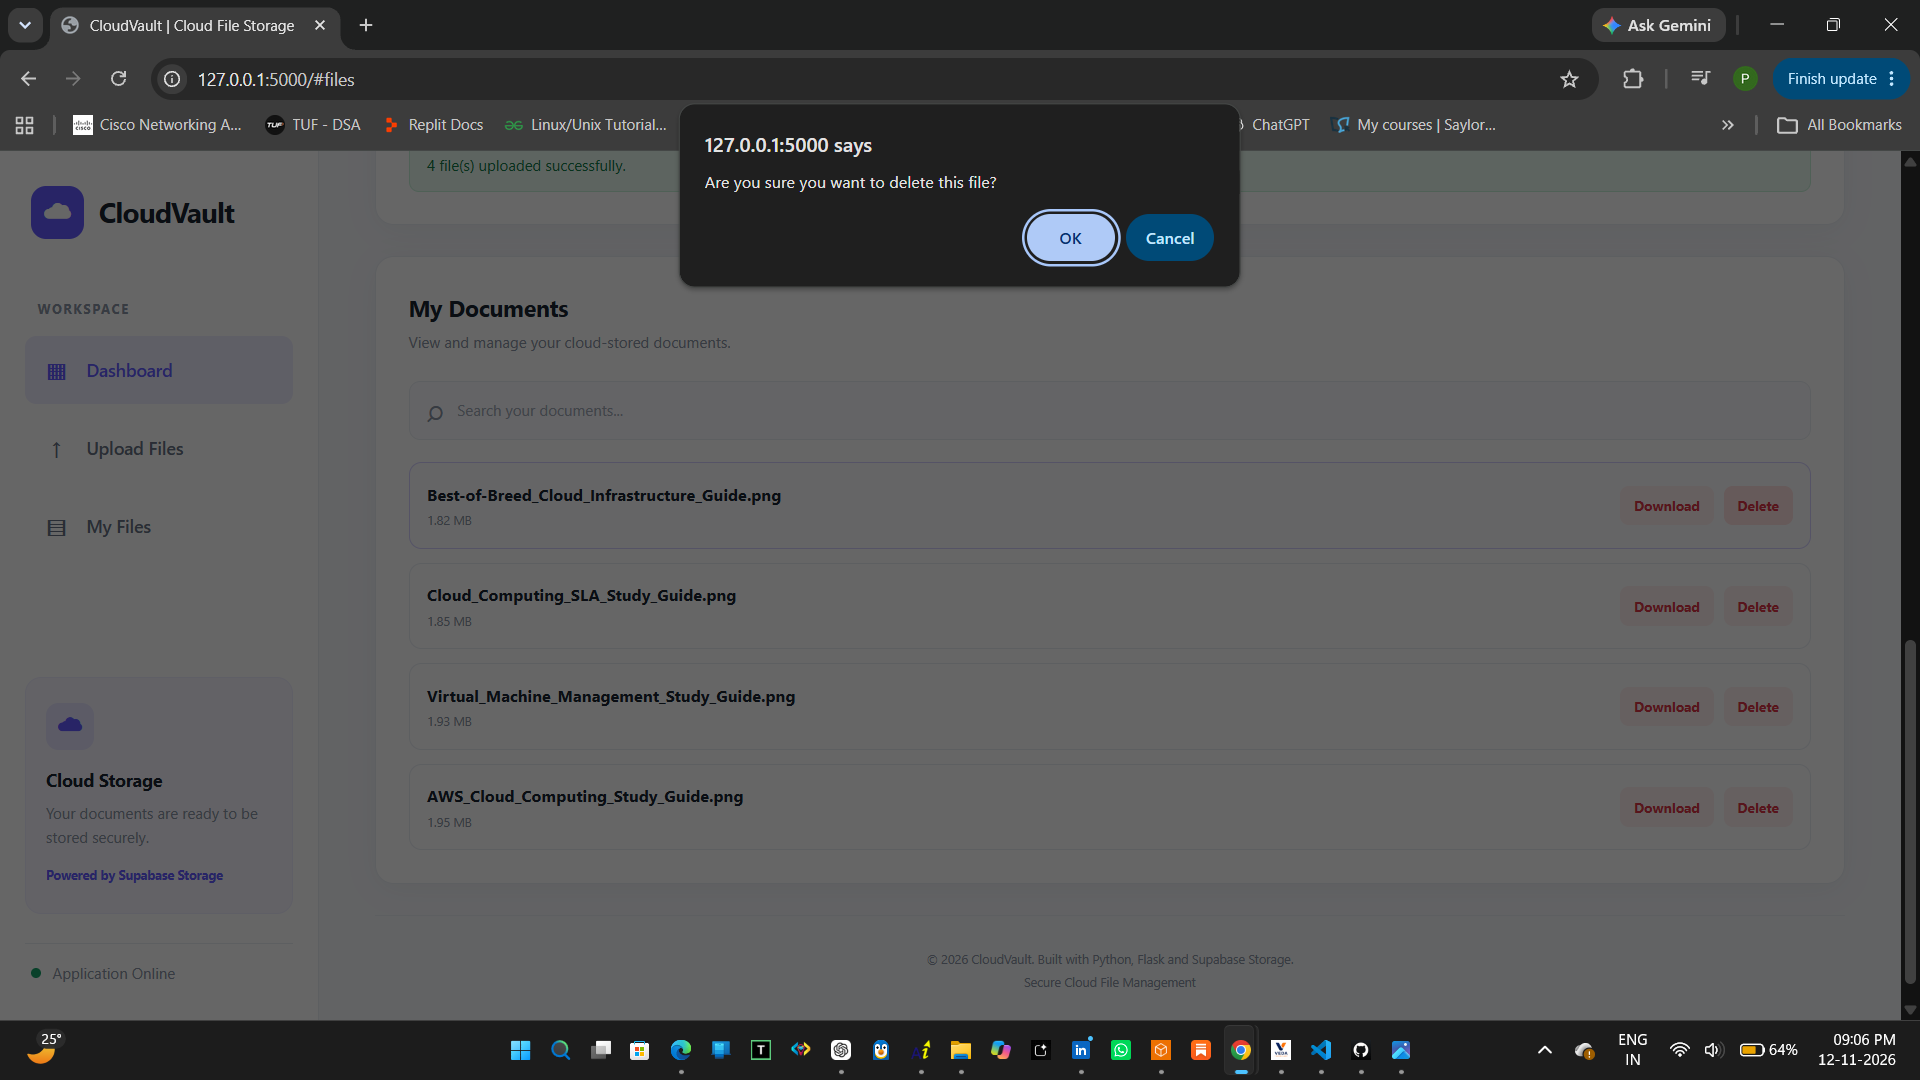 CloudVault | Cloud File Storage
Ask Gemini
127.0.0.1:5000/#files
P
Finish update
Cisco Networking A...
TUF - DSA
Replit Docs
Linux/Unix Tutorial...
ChatGPT
My courses | Saylor...
All Bookmarks
127.0.0.1:5000 says
Are you sure you want to delete this file?
OK
Cancel
CloudVault
WORKSPACE
Dashboard
Upload Files
My Files
Cloud Storage
Your documents are ready to be
stored securely.
Powered by Supabase Storage
Application Online
4 file(s) uploaded successfully.
My Documents
View and manage your cloud-stored documents.
Search your documents...
Best-of-Breed_Cloud_Infrastructure_Guide.png
1.82 MB
Download
Delete
Cloud_Computing_SLA_Study_Guide.png
1.85 MB
Download
Delete
Virtual_Machine_Management_Study_Guide.png
1.93 MB
Download
Delete
AWS_Cloud_Computing_Study_Guide.png
1.95 MB
Download
Delete
© 2026 CloudVault. Built with Python, Flask and Supabase Storage.
Secure Cloud File Management
25°
ENG
IN
64%
09:06 PM
12-11-2026